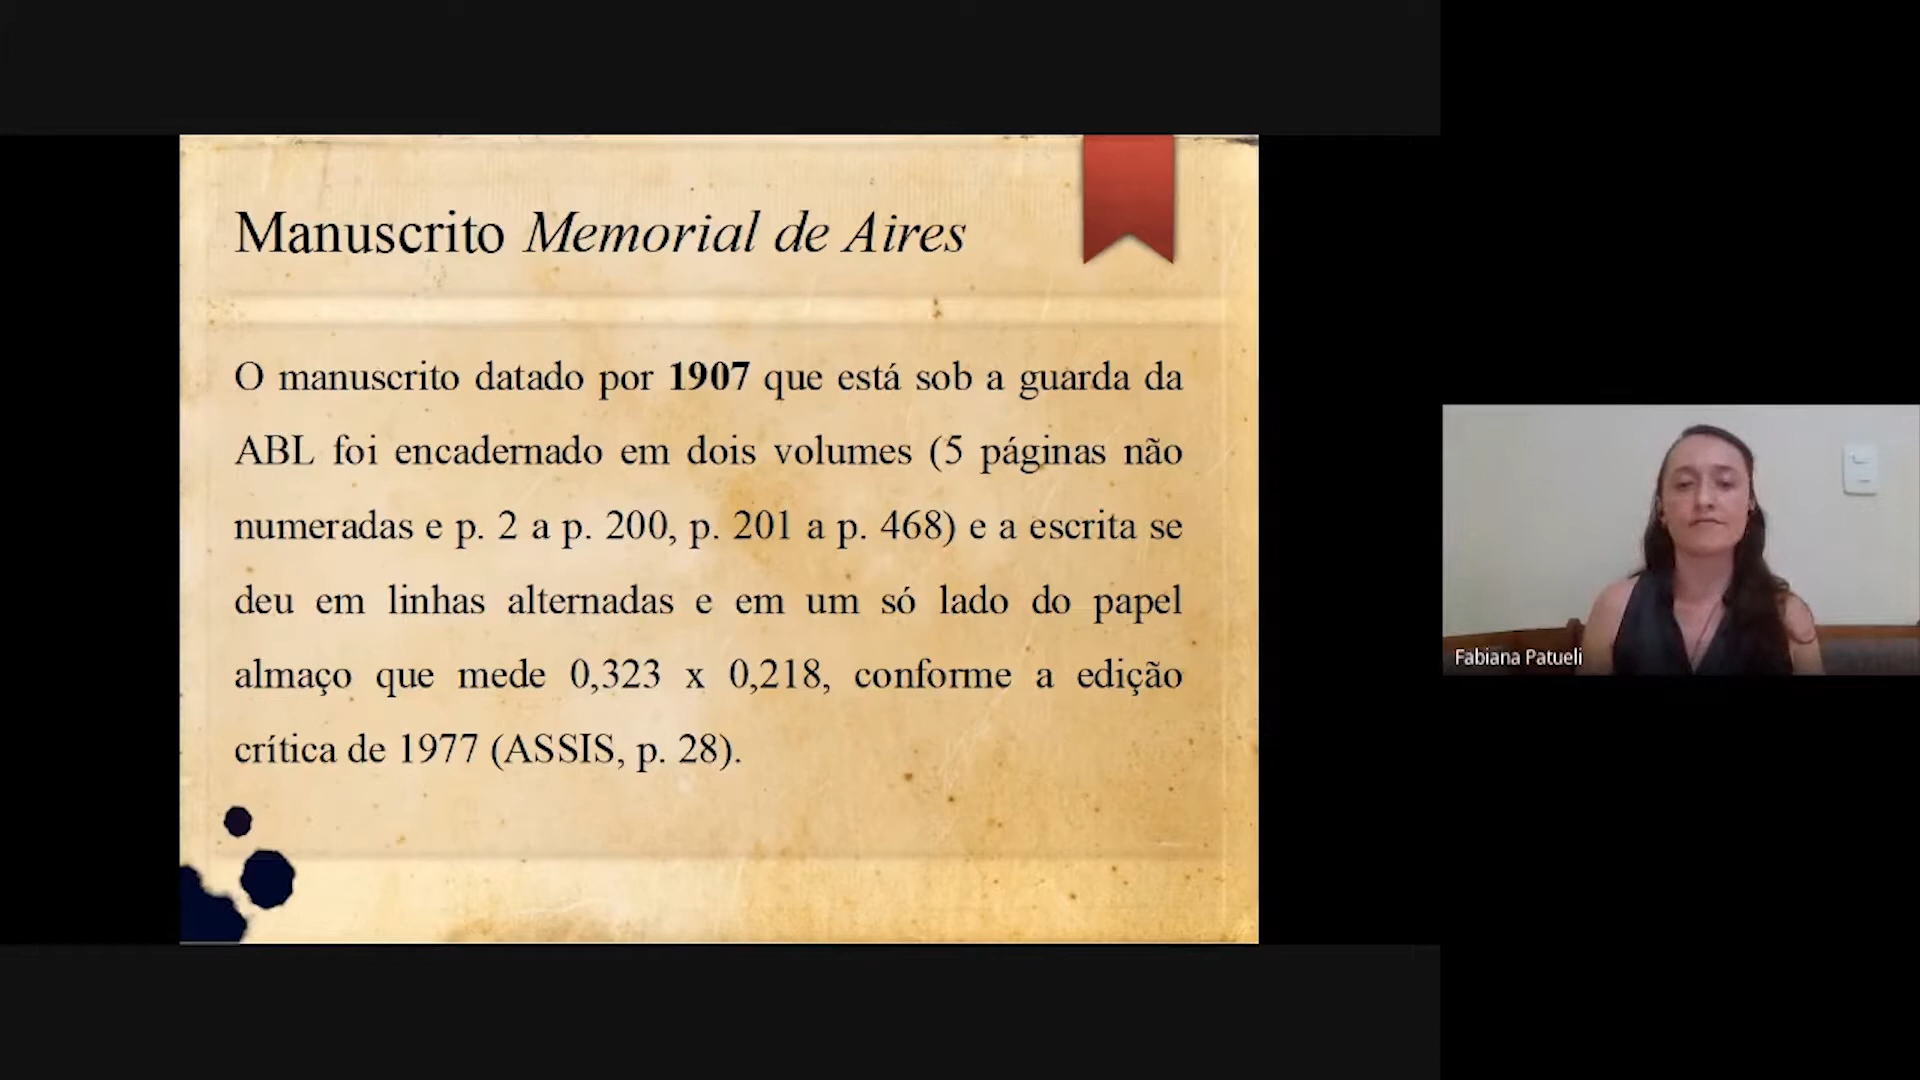 Manuscrito Memorial de Aires
O manuscrito datado por 1907 que está sob a guarda da
ABL foi encadernado em dois volumes (5 páginas não
numeradas e p. 2 a p. 200, p. 201 a p. 468) e a escrita se
deu em linhas alternadas e em um só lado do papel
almaço que mede 0,323 x 0,218, conforme a edição
crítica de 1977 (ASSIS, p. 28).
Fabiana Patueli